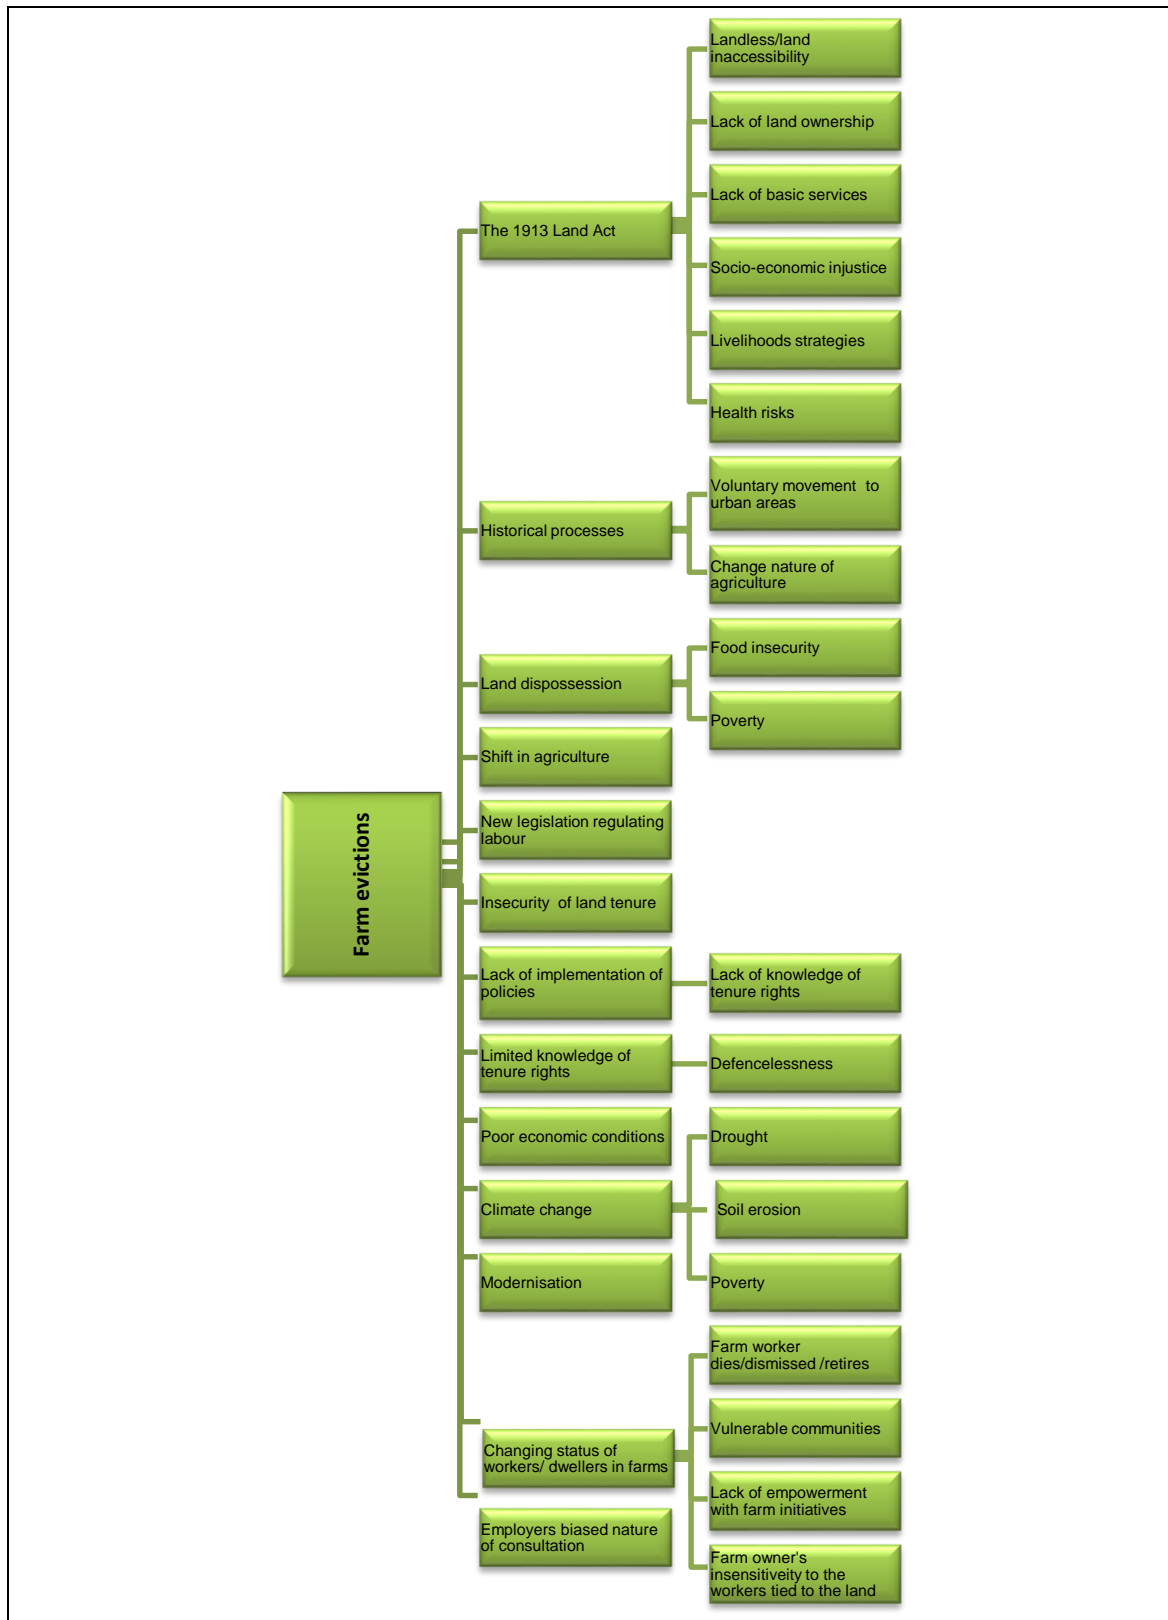 Farm evictions
The 1913 Land Act
Landless/land
inaccessibility
Lack of land ownership
Lack of basic services
Socio-economic injustice
Livelihoods strategies
Health risks
Historical processes
Voluntary movement to
urban areas
Change nature of
agriculture
Land dispossession
Food insecurity
Poverty
Shift in agriculture
New legislation regulating
labour
Insecurity of land tenure
Lack of implementation of
policies
Lack of knowledge of
tenure rights
Limited knowledge of
tenure rights
Defencelessness
Poor economic conditions
Climate change
Drought
Soil erosion
Poverty
Modernisation
Changing status of
workers/ dwellers in farms
Farm worker
dies/dismissed /retires
Vulnerable communities
Lack of empowerment
with farm initiatives
Farm owner's
insensitiveity to the
workers tied to the land
Employers biased nature
of consultation